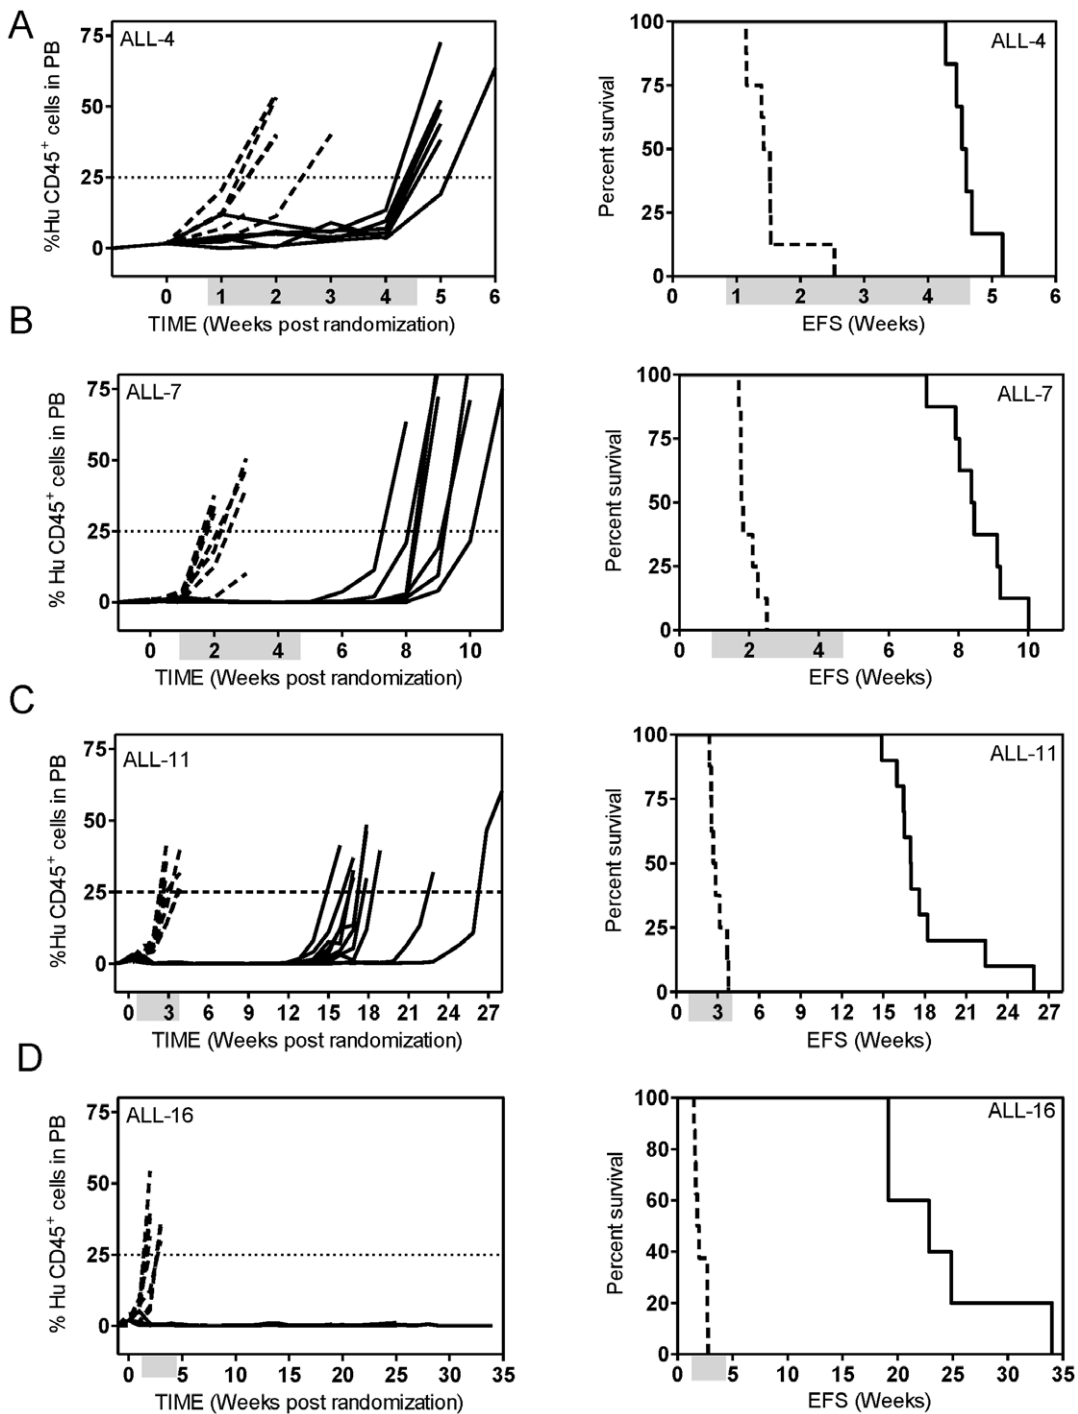 A
%Hu CD45⁺ cells in PB
75
50
25
0
ALL-4
0 1 2 3 4 5 6
TIME (Weeks post randomization)
Percent survival
100
75
50
25
0
ALL-4
0 1 2 3 4 5 6
EFS (Weeks)
B
% Hu CD45⁺ cells in PB
75
50
25
0
ALL-7
0 2 4 6 8 10
TIME (Weeks post randomization)
Percent survival
100
75
50
25
0
ALL-7
0 2 4 6 8 10
EFS (Weeks)
C
%Hu CD45⁺ cells in PB
75
50
25
0
ALL-11
0 3 6 9 12 15 18 21 24 27
TIME (Weeks post randomization)
Percent survival
100
75
50
25
0
ALL-11
0 3 6 9 12 15 18 21 24 27
EFS (Weeks)
D
% Hu CD45⁺ cells in PB
75
50
25
0
ALL-16
0 5 10 15 20 25 30 35
TIME (Weeks post randomization)
Percent survival
100
80
60
40
20
0
ALL-16
0 5 10 15 20 25 30 35
EFS (Weeks)